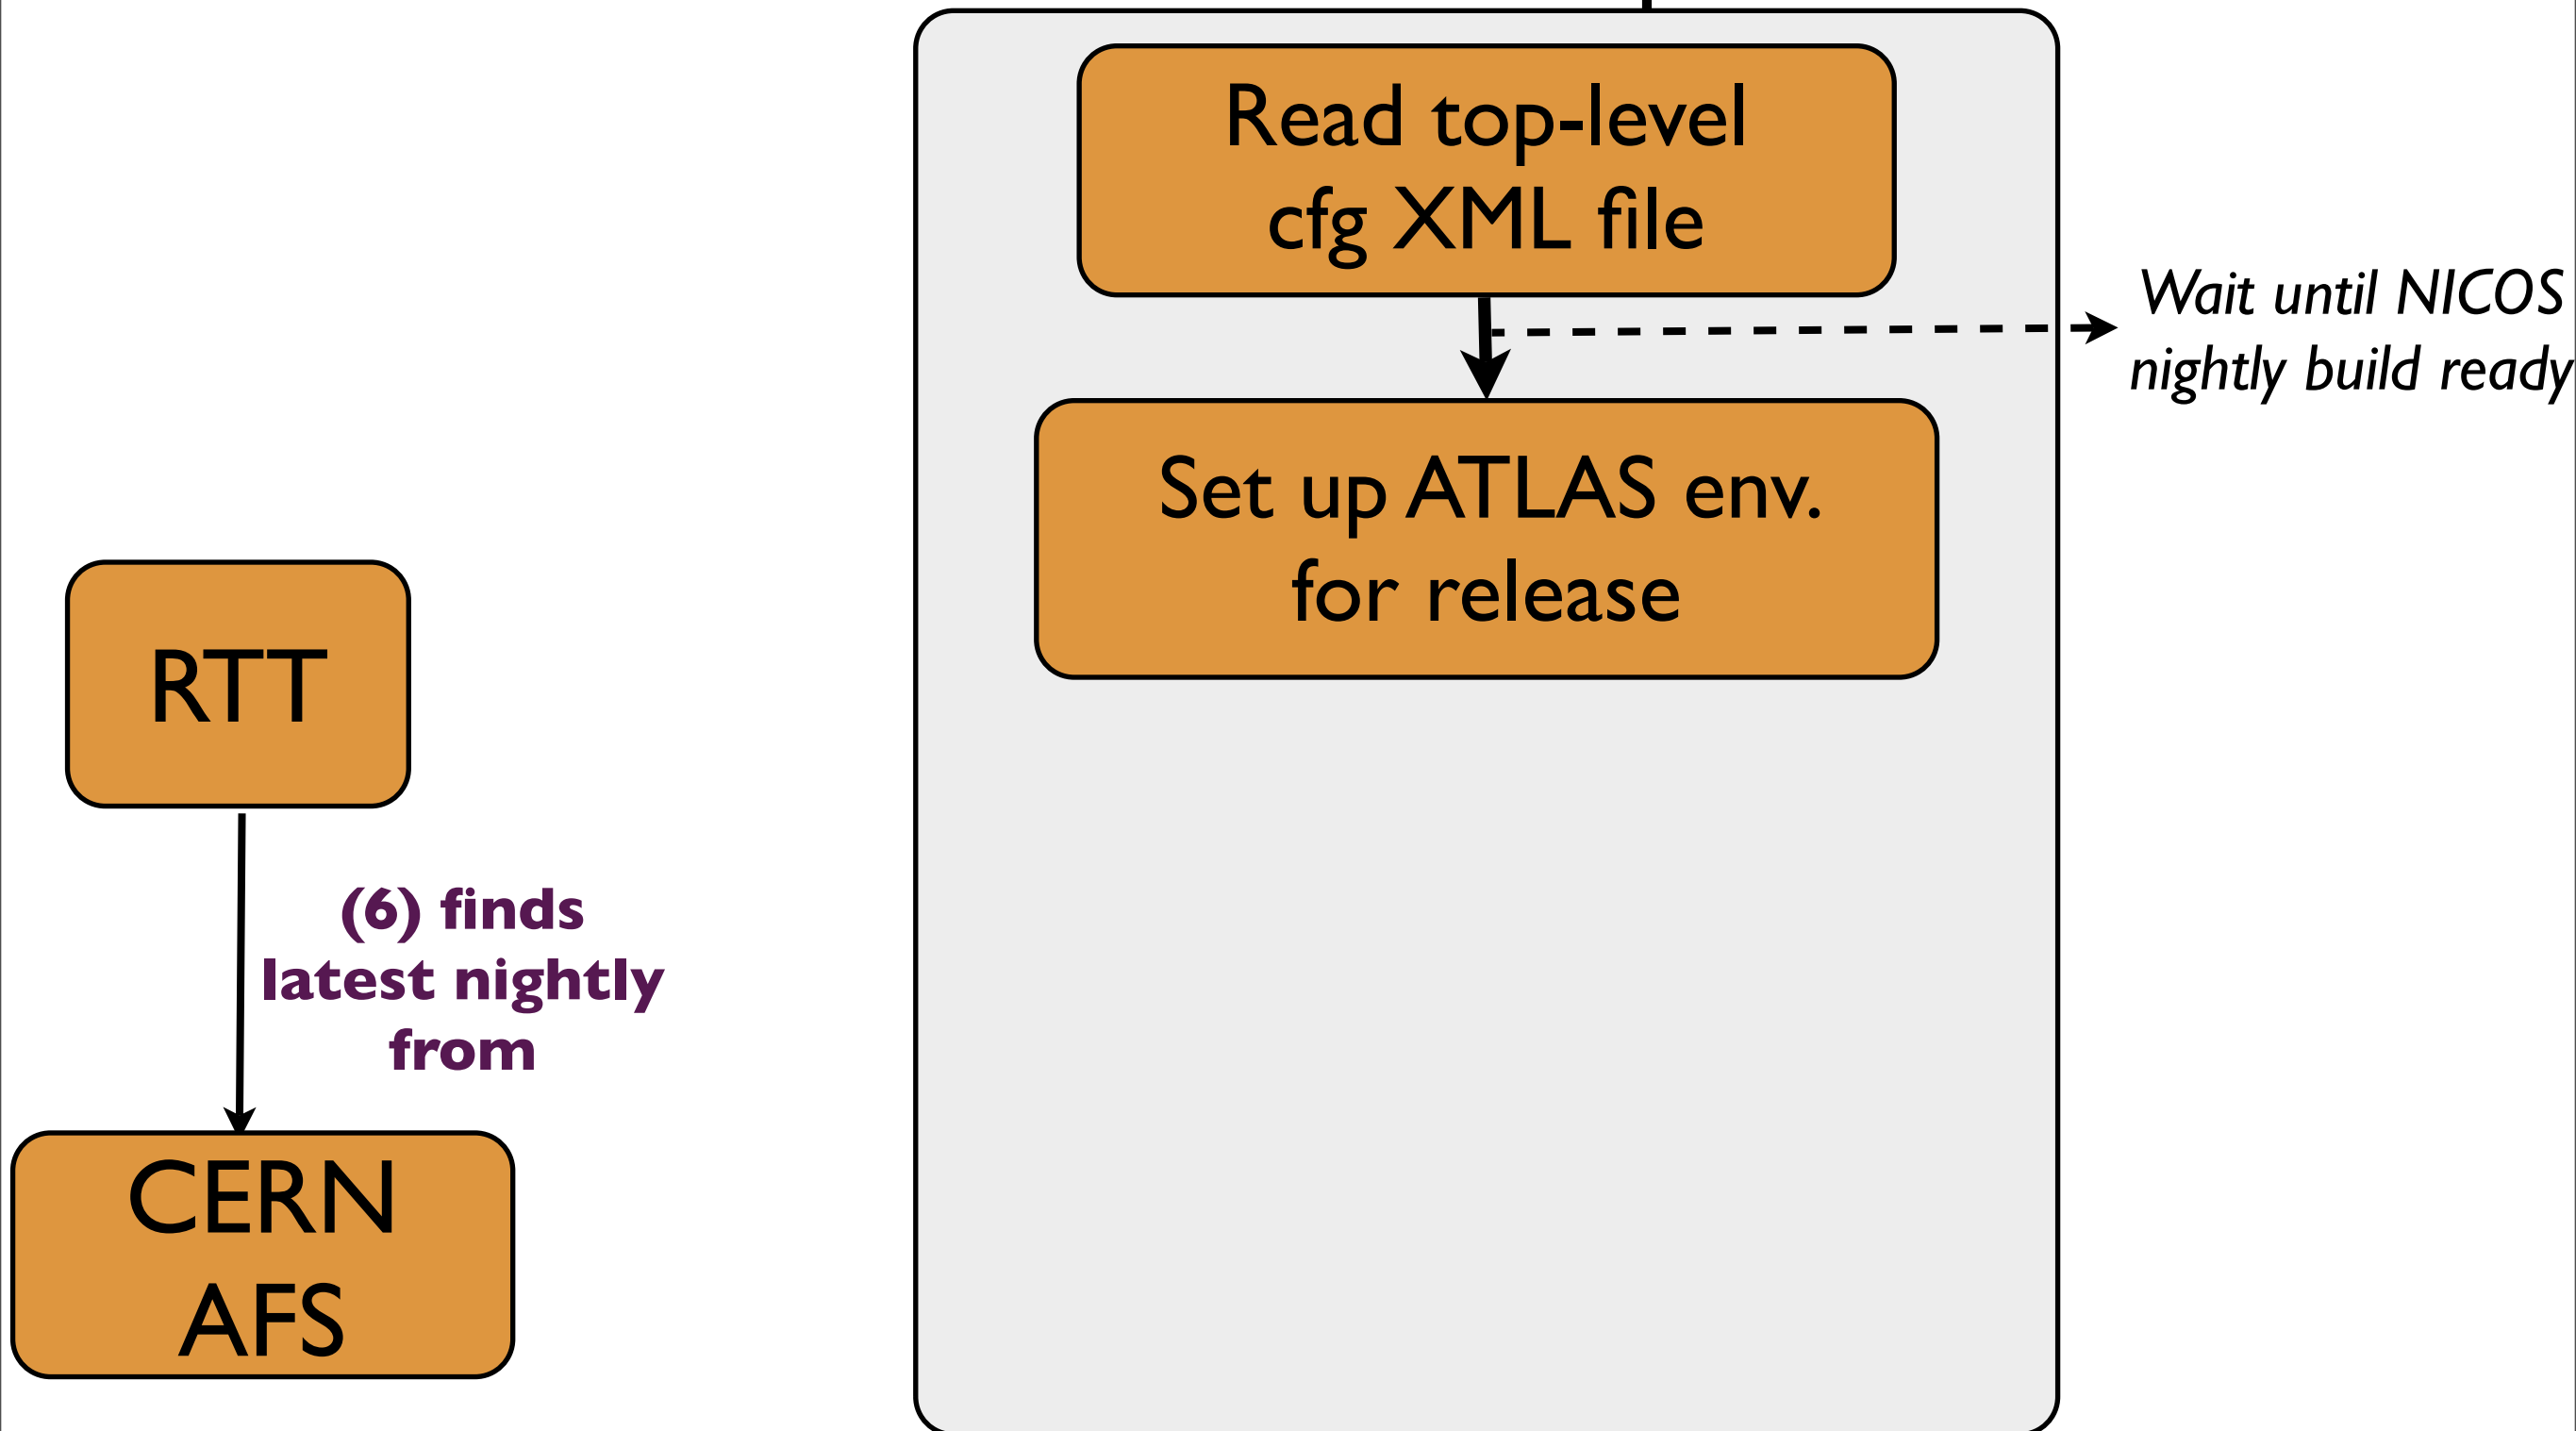 Read top-level
cfg XML file
Wait until NICOS
nightly build ready
Set up ATLAS env.
for release
RTT
(6) finds
latest nightly
from
CERN
AFS